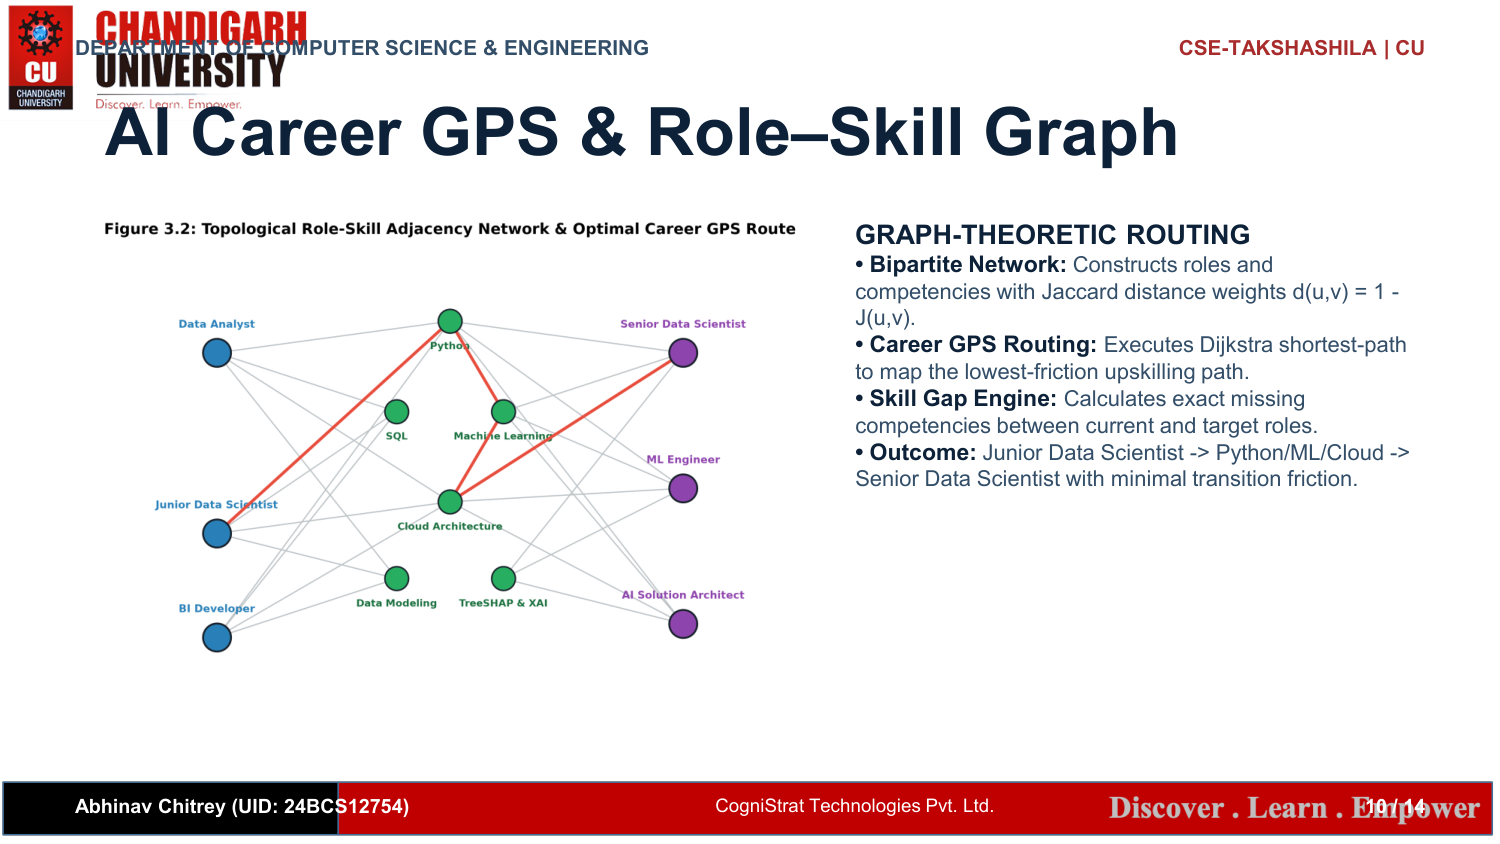 CHANDIGARH
UNIVERSITY
Discover. Learn. Empower.
CU
CHANDIGARH
UNIVERSITY
DEPARTMENT OF COMPUTER SCIENCE & ENGINEERING
CSE-TAKSHASHILA | CU
AI Career GPS & Role–Skill Graph
Figure 3.2: Topological Role-Skill Adjacency Network & Optimal Career GPS Route
Data Analyst
Python
Senior Data Scientist
SQL
Machine Learning
ML Engineer
Junior Data Scientist
Cloud Architecture
Data Modeling
TreeSHAP & XAI
AI Solution Architect
BI Developer
GRAPH-THEORETIC ROUTING
• Bipartite Network: Constructs roles and
competencies with Jaccard distance weights d(u,v) = 1 -
J(u,v).
• Career GPS Routing: Executes Dijkstra shortest-path
to map the lowest-friction upskilling path.
• Skill Gap Engine: Calculates exact missing
competencies between current and target roles.
• Outcome: Junior Data Scientist -> Python/ML/Cloud ->
Senior Data Scientist with minimal transition friction.
Abhinav Chitrey (UID: 24BCS12754)
CogniStrat Technologies Pvt. Ltd.
Discover . Learn . Empower
10 / 14